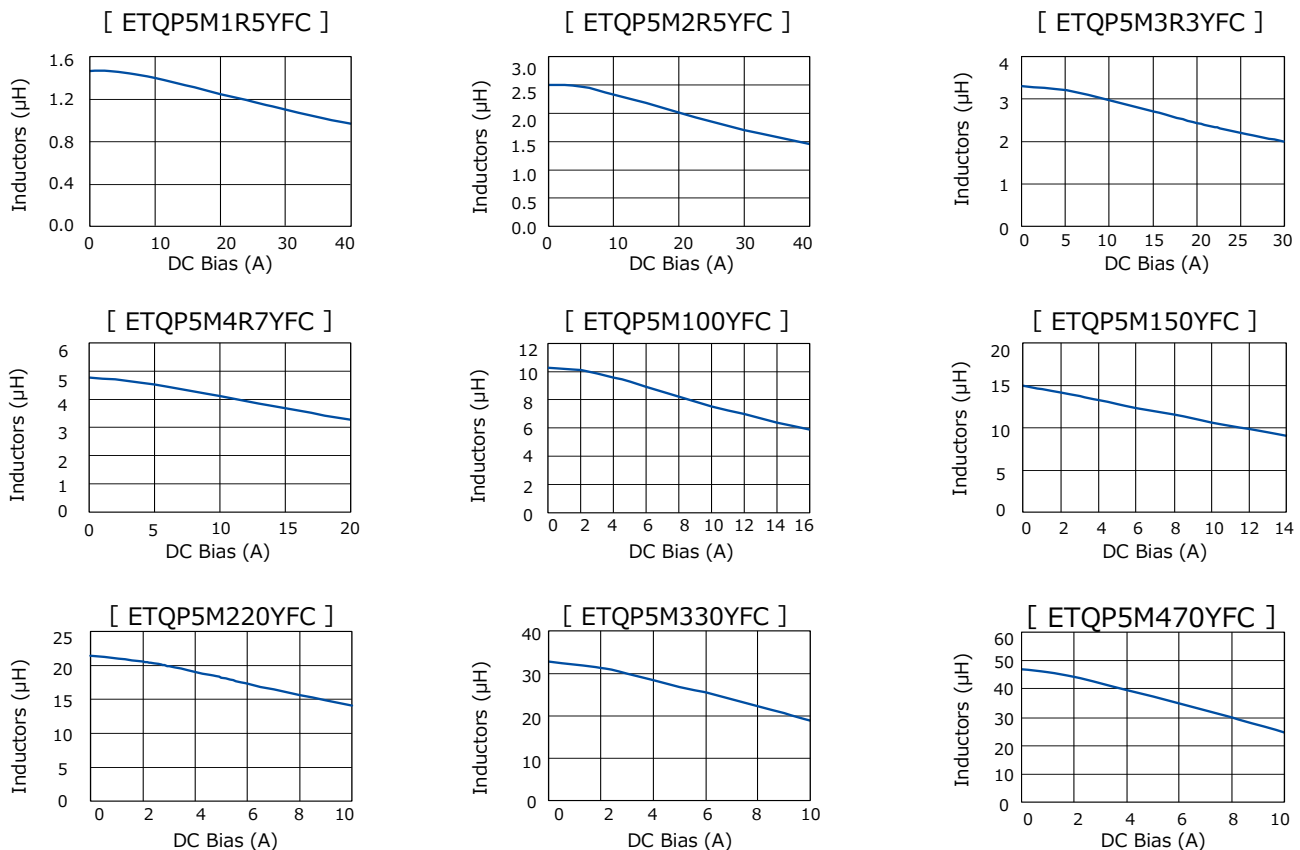 [ ETQP5M1R5YFC ]
Inductors (μH)
1.6
1.2
0.8
0.4
0.0
0 10 20 30 40
DC Bias (A)
[ ETQP5M2R5YFC ]
Inductors (μH)
3.0
2.5
2.0
1.5
1.0
0.5
0.0
0 10 20 30 40
DC Bias (A)
[ ETQP5M3R3YFC ]
Inductors (μH)
4
3
2
1
0
0 5 10 15 20 25 30
DC Bias (A)
[ ETQP5M4R7YFC ]
Inductors (μH)
6
5
4
3
2
1
0
0 5 10 15 20
DC Bias (A)
[ ETQP5M100YFC ]
Inductors (μH)
12
10
8
6
4
2
0
0 2 4 6 8 10 12 14 16
DC Bias (A)
[ ETQP5M150YFC ]
Inductors (μH)
20
15
10
5
0
0 2 4 6 8 10 12 14
DC Bias (A)
[ ETQP5M220YFC ]
Inductors (μH)
25
20
15
10
5
0
0 2 4 6 8 10
DC Bias (A)
[ ETQP5M330YFC ]
Inductors (μH)
40
30
20
10
0
0 2 4 6 8 10
DC Bias (A)
[ ETQP5M470YFC ]
Inductors (μH)
60
50
40
30
20
10
0
0 2 4 6 8 10
DC Bias (A)